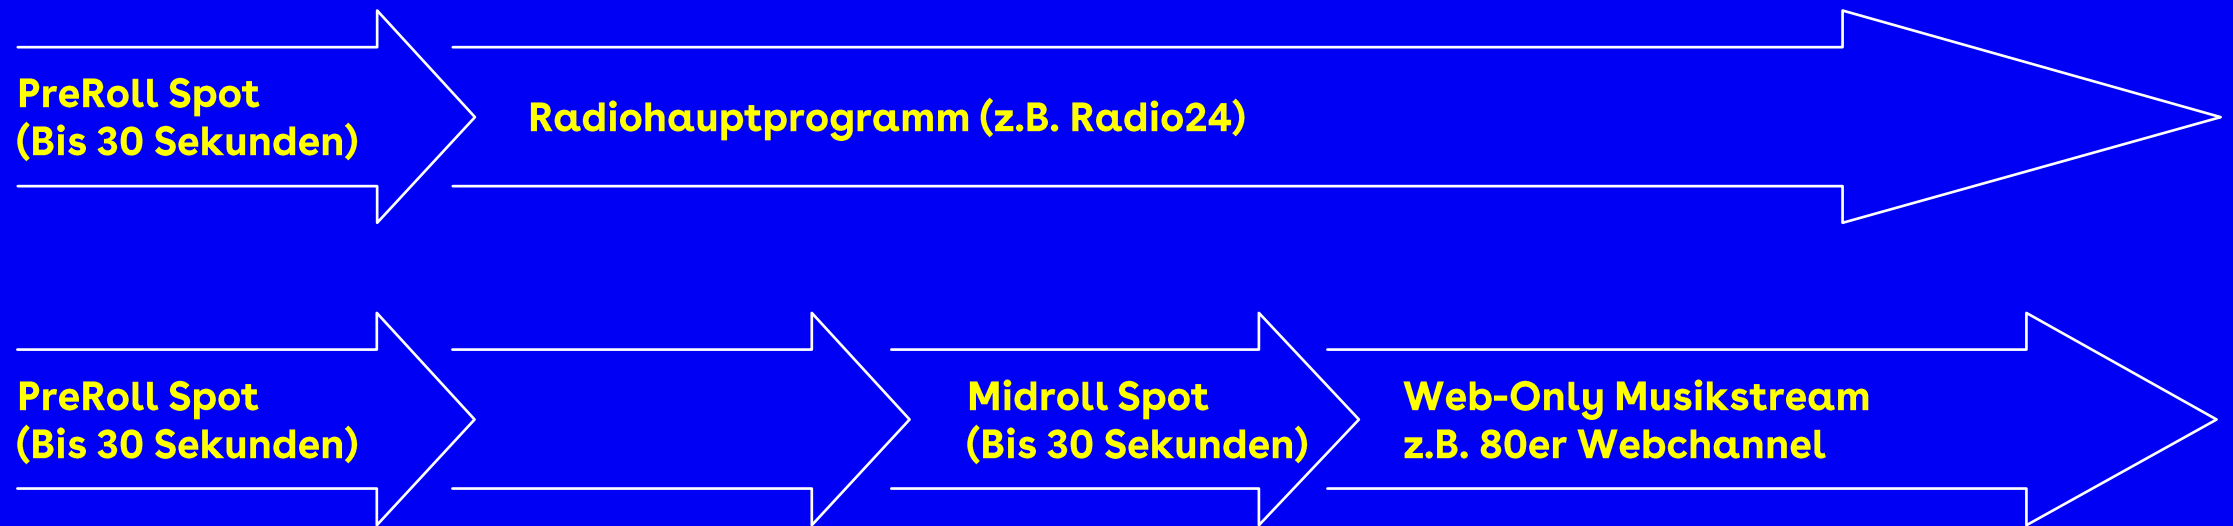 PreRoll Spot
(Bis 30 Sekunden)
Radiohauptprogramm (z.B. Radio24)
PreRoll Spot
(Bis 30 Sekunden)
Midroll Spot
(Bis 30 Sekunden)
Web-Only Musikstream
z.B. 80er Webchannel